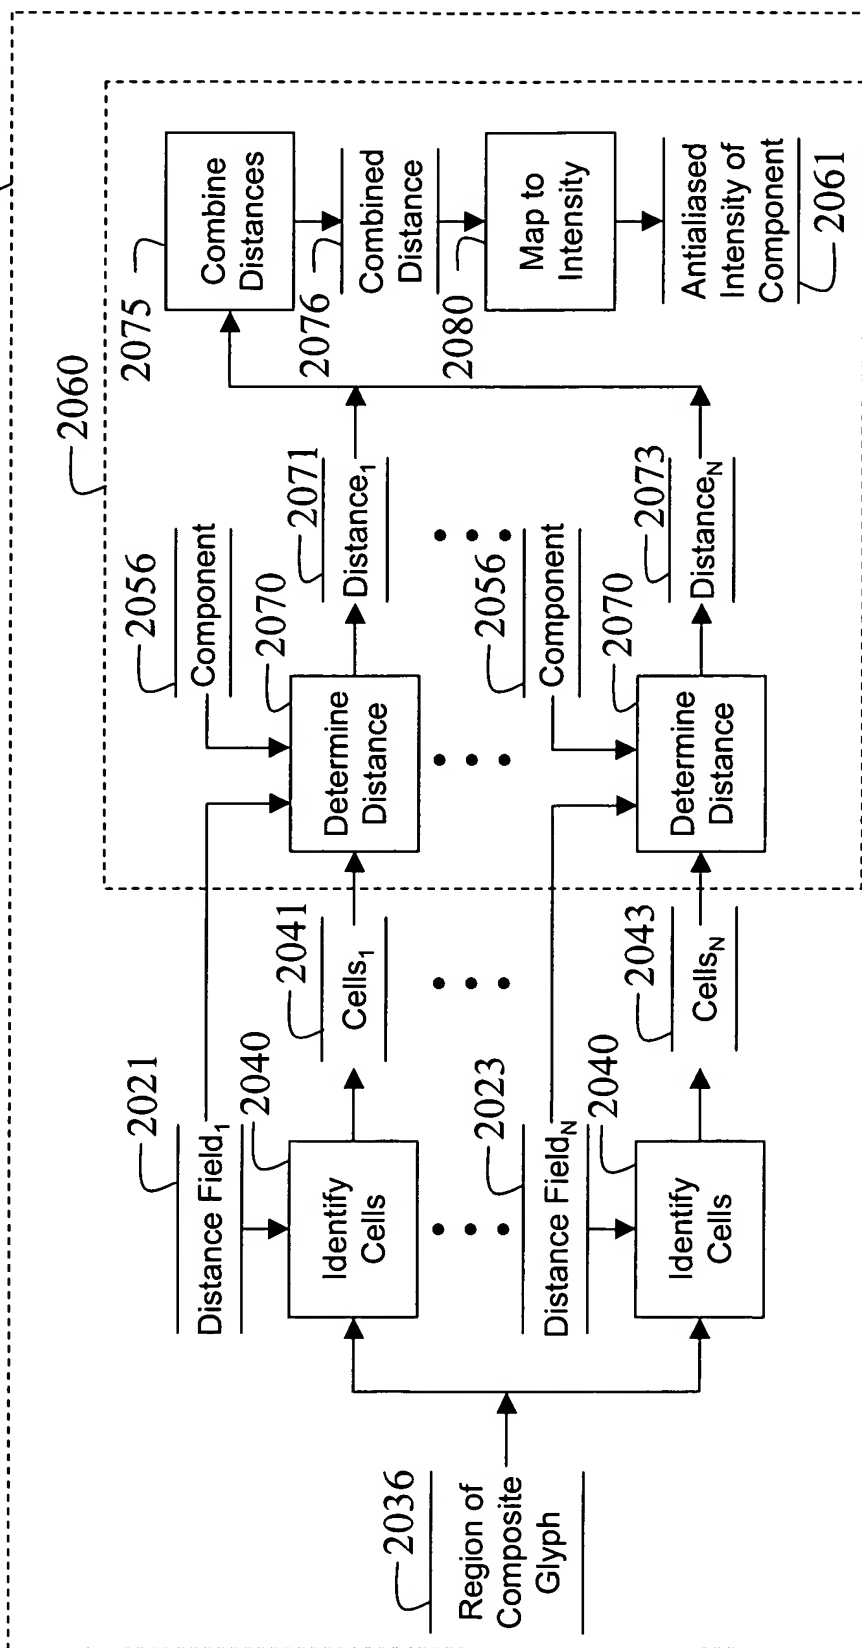 2036
Region of
Composite
Glyph
2021
Distance Field1
2040
Identify
Cells
2041
Cells1
2023
Distance FieldN
2040
Identify
Cells
2043
CellsN
2060
2056
Component
2070
Determine
Distance
2071
Distance1
2056
Component
2070
Determine
Distance
2073
DistanceN
2075
Combine
Distances
2076
Combined
Distance
2080
Map to
Intensity
Antialiased
Intensity of
Component
2061